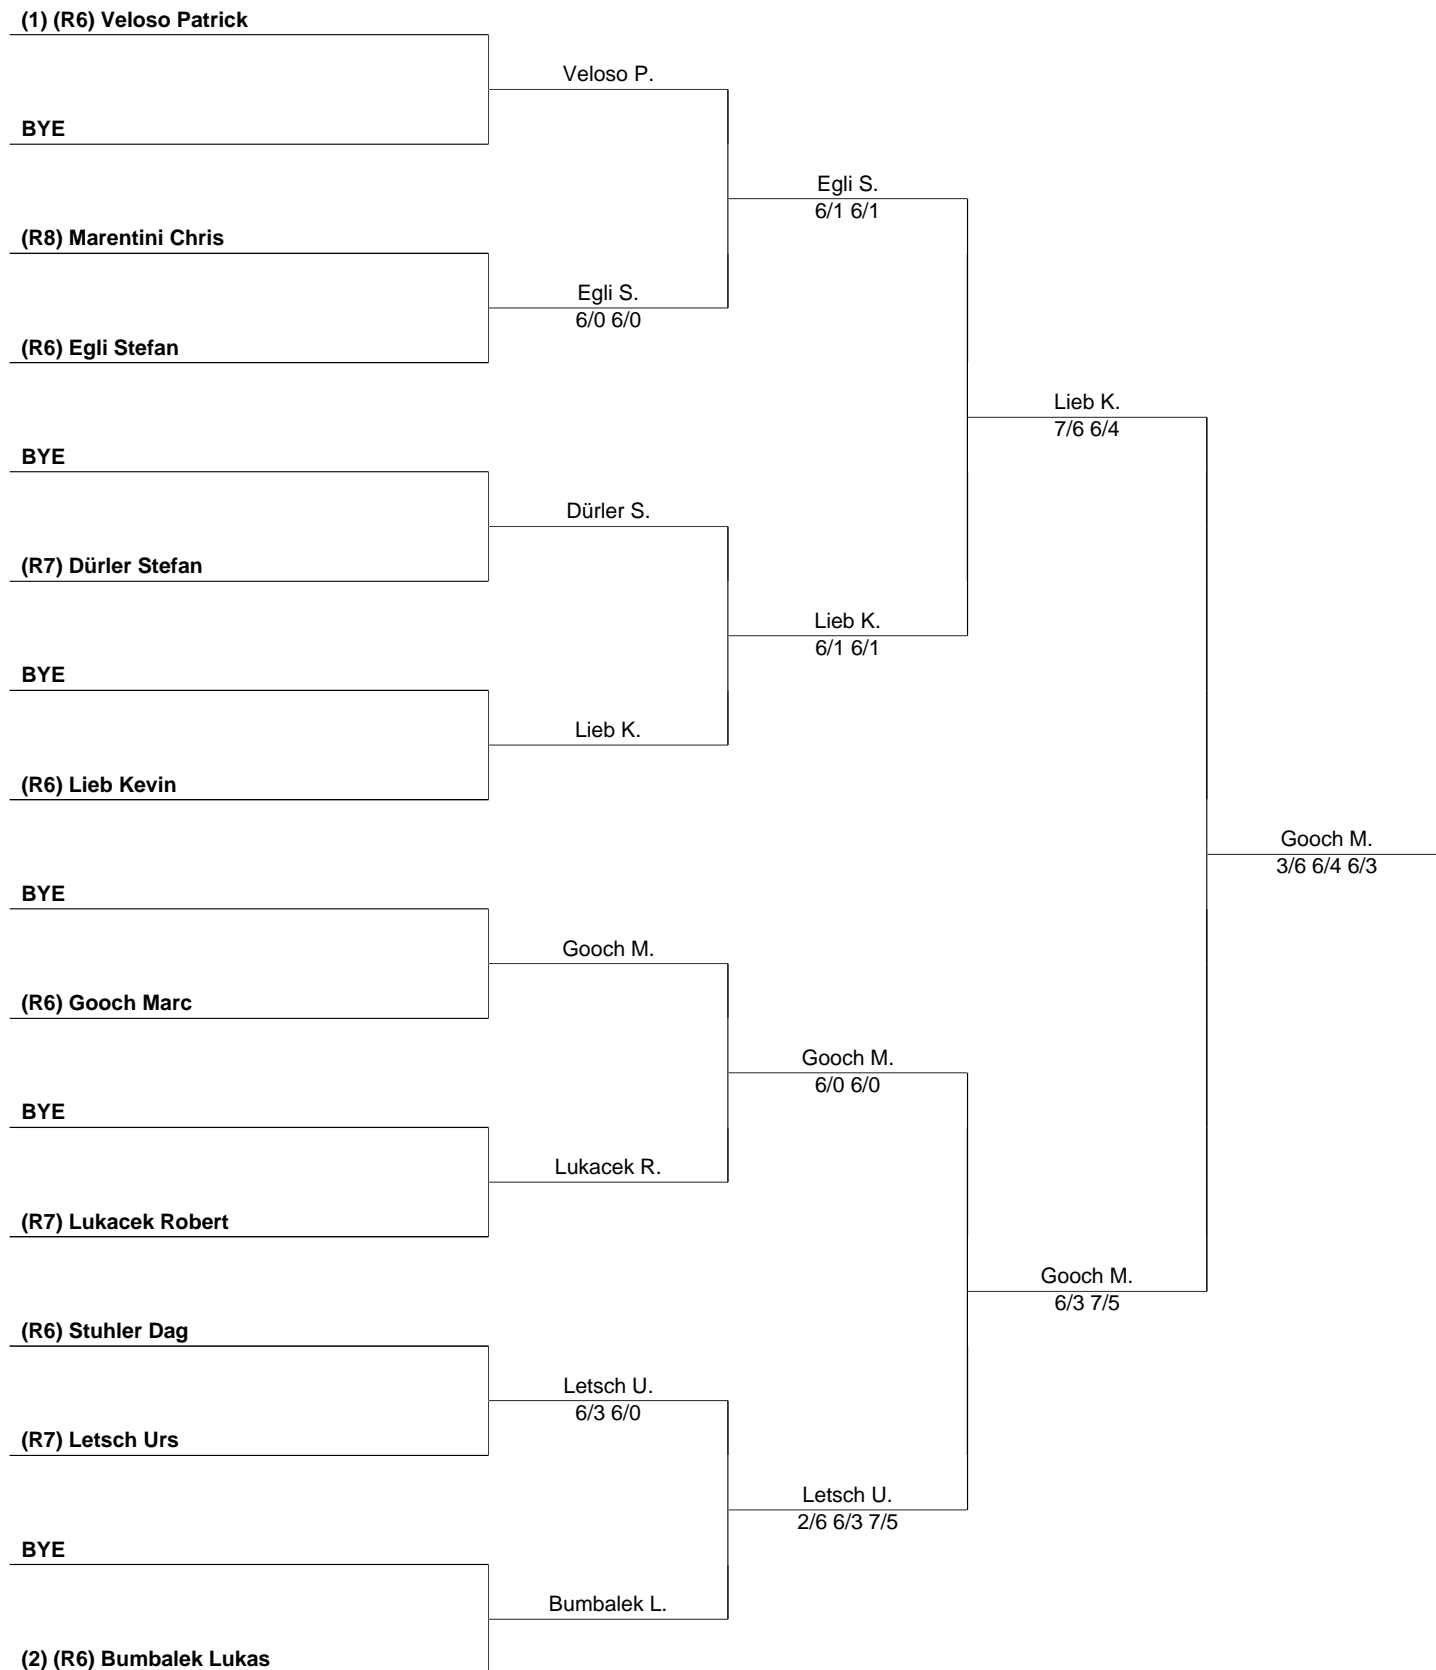 (1) (R6) Veloso Patrick
Veloso P.
BYE
Egli S.
6/1 6/1
(R8) Marentini Chris
Egli S.
6/0 6/0
(R6) Egli Stefan
Lieb K.
7/6 6/4
BYE
Dürler S.
(R7) Dürler Stefan
Lieb K.
6/1 6/1
BYE
Lieb K.
(R6) Lieb Kevin
Gooch M.
3/6 6/4 6/3
BYE
Gooch M.
(R6) Gooch Marc
Gooch M.
6/0 6/0
BYE
Lukacek R.
(R7) Lukacek Robert
Gooch M.
6/3 7/5
(R6) Stuhler Dag
Letsch U.
6/3 6/0
(R7) Letsch Urs
Letsch U.
2/6 6/3 7/5
BYE
Bumbalek L.
(2) (R6) Bumbalek Lukas